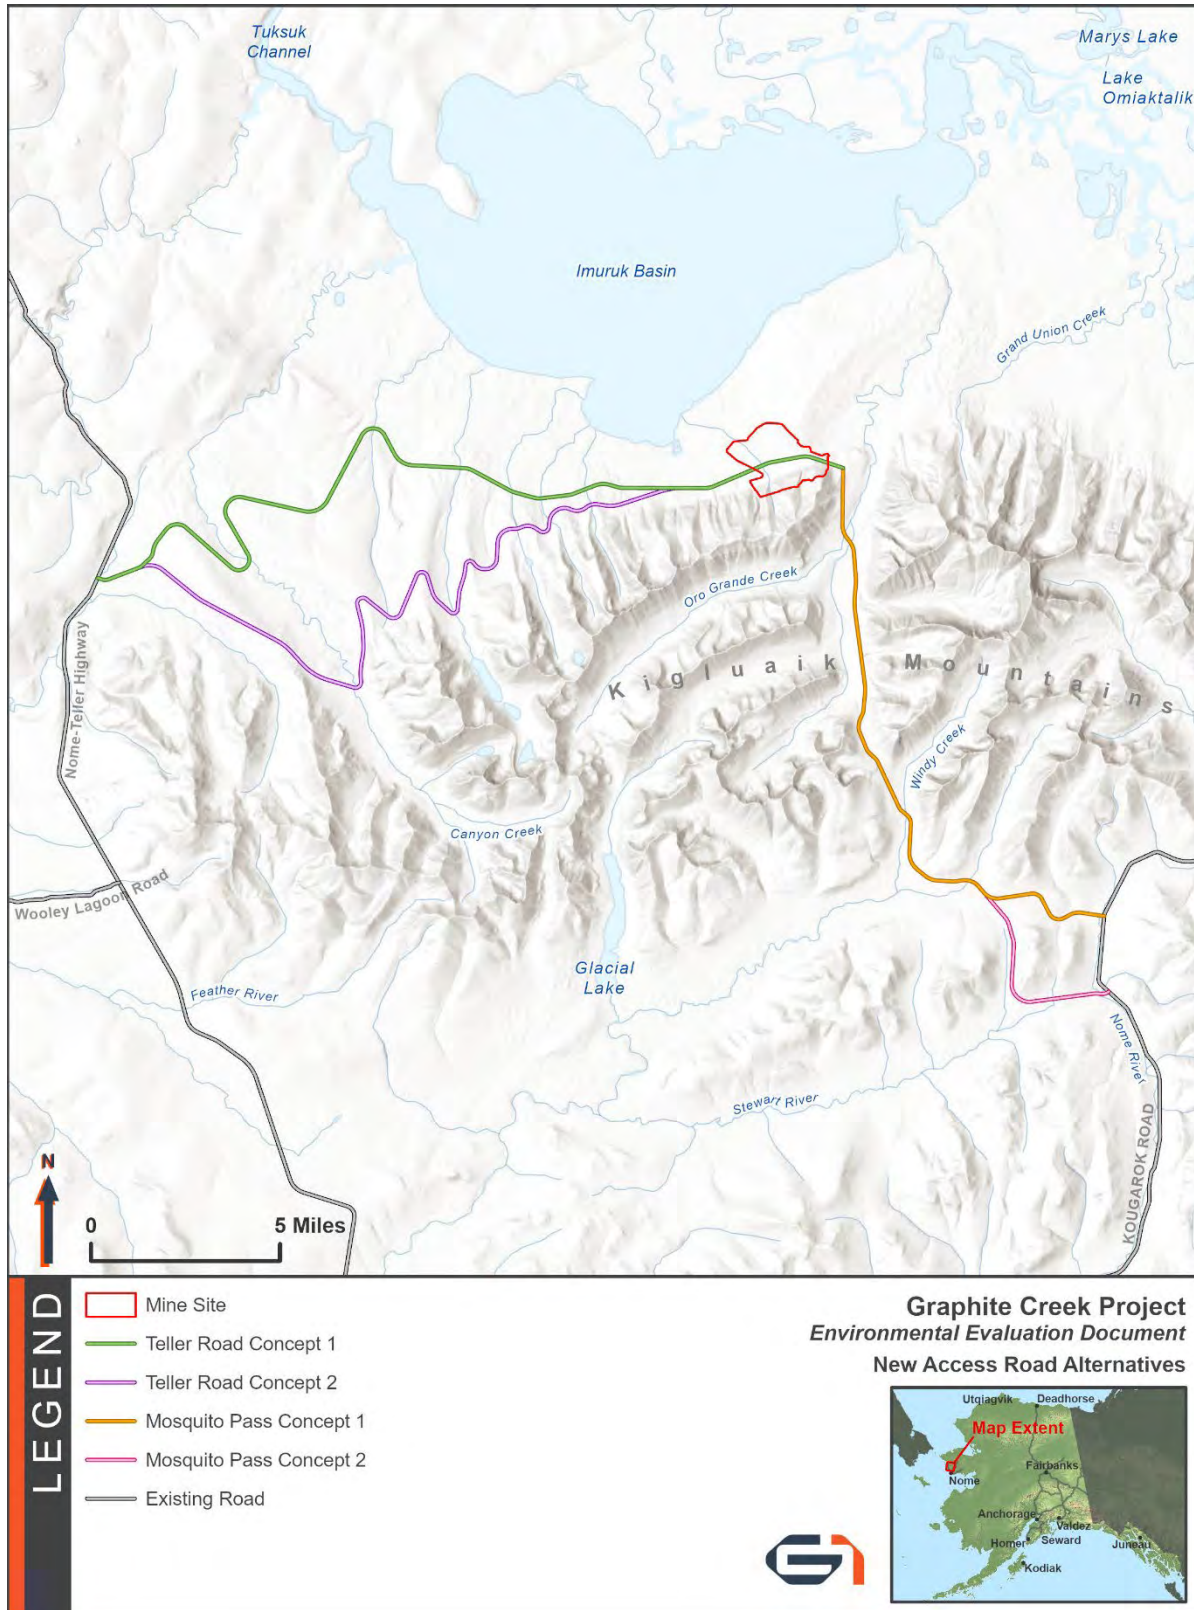 Tuksuk
Channel
Marys Lake
Lake
Omiaktalik
Imuruk Basin
Grand Union Creek
Oro Grande Creek
Kigluaik Mountains
Nome-Teller Highway
Windy Creek
Canyon Creek
Wooley Lagoon Road
Glacial
Lake
Feather River
Nome River
Stewart River
KOUGAROK ROAD
N
0 5 Miles
LEGEND
Mine Site
Teller Road Concept 1
Teller Road Concept 2
Mosquito Pass Concept 1
Mosquito Pass Concept 2
Existing Road
Graphite Creek Project
Environmental Evaluation Document
New Access Road Alternatives
Utqiagvik
Deadhorse
Map Extent
Fairbanks
Nome
Anchorage
Valdez
Homer
Seward
Juneau
Kodiak
G1